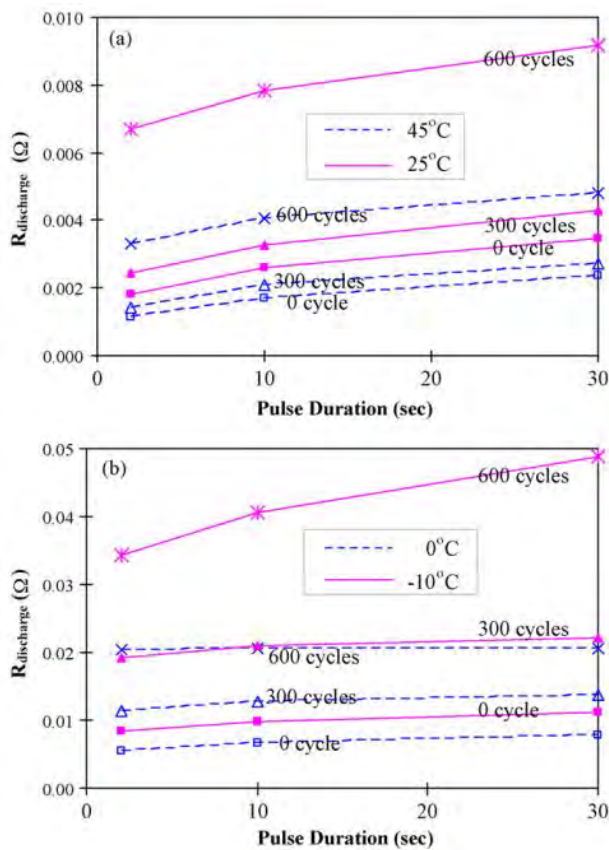 0.010
(a)
600 cycles
0.008
45°C
25°C
0.006
R_discharge (Ω)
0.004
600 cycles
300 cycles
0 cycle
0.002
300 cycles
0 cycle
0.000
0
10
20
30
Pulse Duration (sec)
0.05
(b)
600 cycles
0.04
0°C
-10°C
0.03
R_discharge (Ω)
0.02
300 cycles
600 cycles
300 cycles
0.01
0 cycle
0 cycle
0.00
0
10
20
30
Pulse Duration (sec)